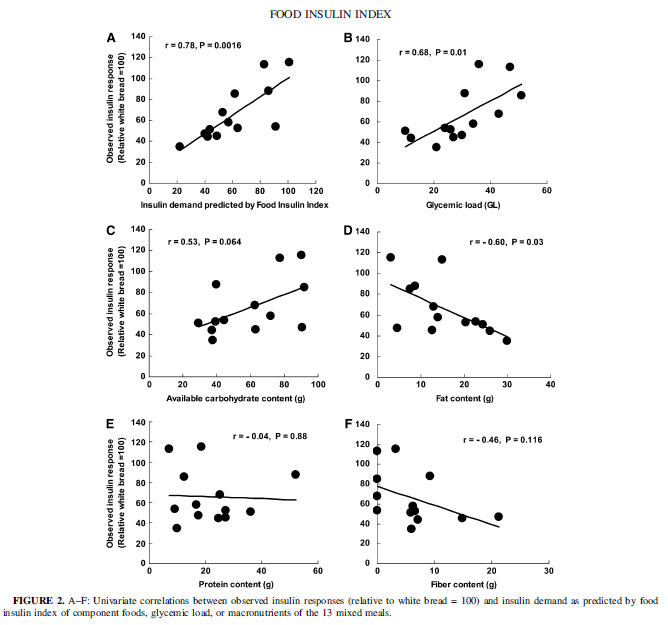 FOOD INSULIN INDEX
A
r = 0.78, P = 0.0016
Observed insulin response
(Relative white bread =100)
140
120
100
80
60
40
20
0
0 20 40 60 80 100 120
Insulin demand predicted by Food Insulin Index
B
r = 0.68, P = 0.01
140
120
100
80
60
40
20
0
0 20 40 60
Glycemic load (GL)
C
r = 0.53, P = 0.064
Observed insulin response
(Relative white bread =100)
140
120
100
80
60
40
20
0
0 20 40 60 80 100
Available carbohydrate content (g)
D
r = - 0.60, P = 0.03
140
120
100
80
60
40
20
0
0 10 20 30 40
Fat content (g)
E
r = - 0.04, P = 0.88
Observed insulin response
(Relative white bread =100)
140
120
100
80
60
40
20
0
0 20 40 60
Protein content (g)
F
r = -0.46, P = 0.116
140
120
100
80
60
40
20
0
0 10 20 30
Fiber content (g)
FIGURE 2. A–F: Univariate correlations between observed insulin responses (relative to white bread = 100) and insulin demand as predicted by food
insulin index of component foods, glycemic load, or macronutrients of the 13 mixed meals.